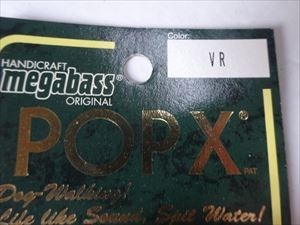 Color:
VR
HANDICRAFT
megabass®
ORIGINAL
POPX®
PAT
Dog-Walking!
Life like Sound, Spit Water!